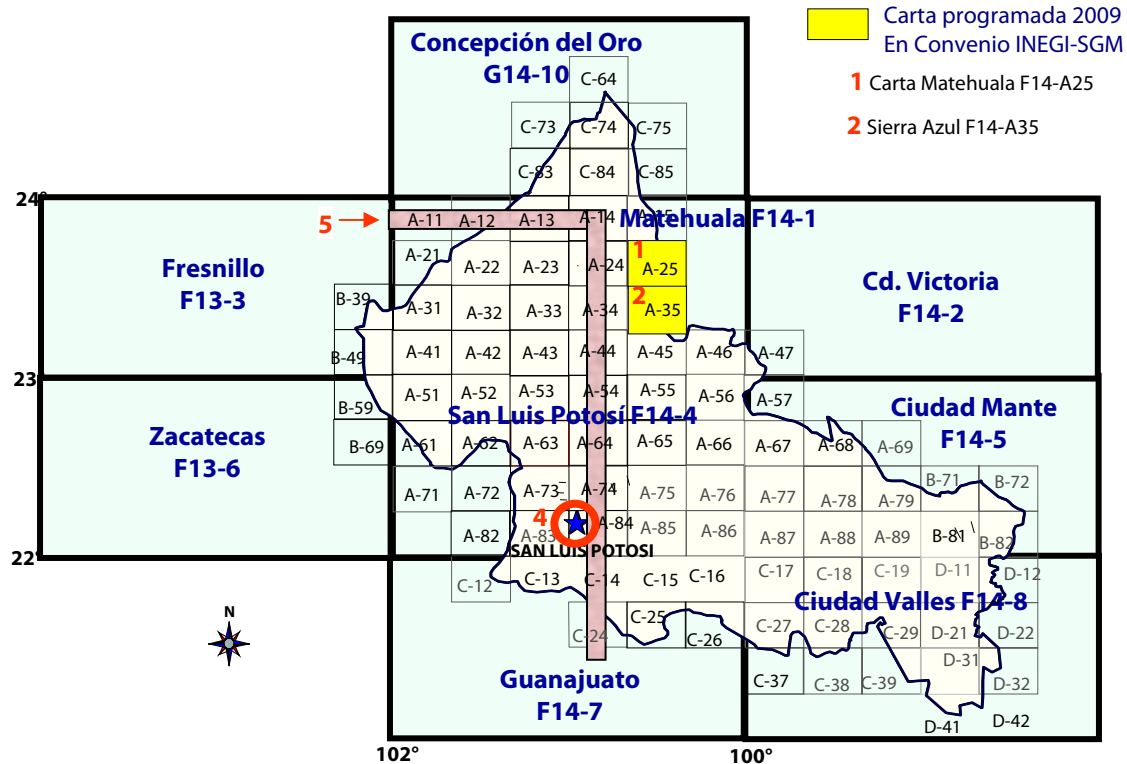 Carta programada 2009
En Convenio INEGI-SGM
1 Carta Matehuala F14-A25
2 Sierra Azul F14-A35
Concepción del Oro
G14-10
C-64
C-73 C-74 C-75
C-83 C-84 C-85
24°
5
A-11 A-12 A-13 A-14 A-15
Matehuala F14-1
A-21 A-22 A-23 A-24 1 A-25
Fresnillo
F13-3
Cd. Victoria
F14-2
B-39 A-31 A-32 A-33 A-34 2 A-35
B-49 A-41 A-42 A-43 A-44 A-45 A-46 A-47
23°
B-59 A-51 A-52 A-53 A-54 A-55 A-56 A-57
San Luis Potosí F14-4
Ciudad Mante
F14-5
Zacatecas
F13-6
B-69 A-61 A-62 A-63 A-64 A-65 A-66 A-67 A-68 A-69
A-71 A-72 A-73 A-74 A-75 A-76 A-77 A-78 A-79 B-71 B-72
4
A-82 A-83 A-84 A-85 A-86 A-87 A-88 A-89 B-81 B-82
SAN LUIS POTOSI
22°
C-12 C-13 C-14 C-15 C-16 C-17 C-18 C-19 D-11 D-12
Ciudad Valles F14-8
N
C-24 C-25 C-26 C-27 C-28 C-29 D-21 D-22
C-37 C-38 C-39 D-31 D-32
Guanajuato
F14-7
D-41 D-42
102° 100°